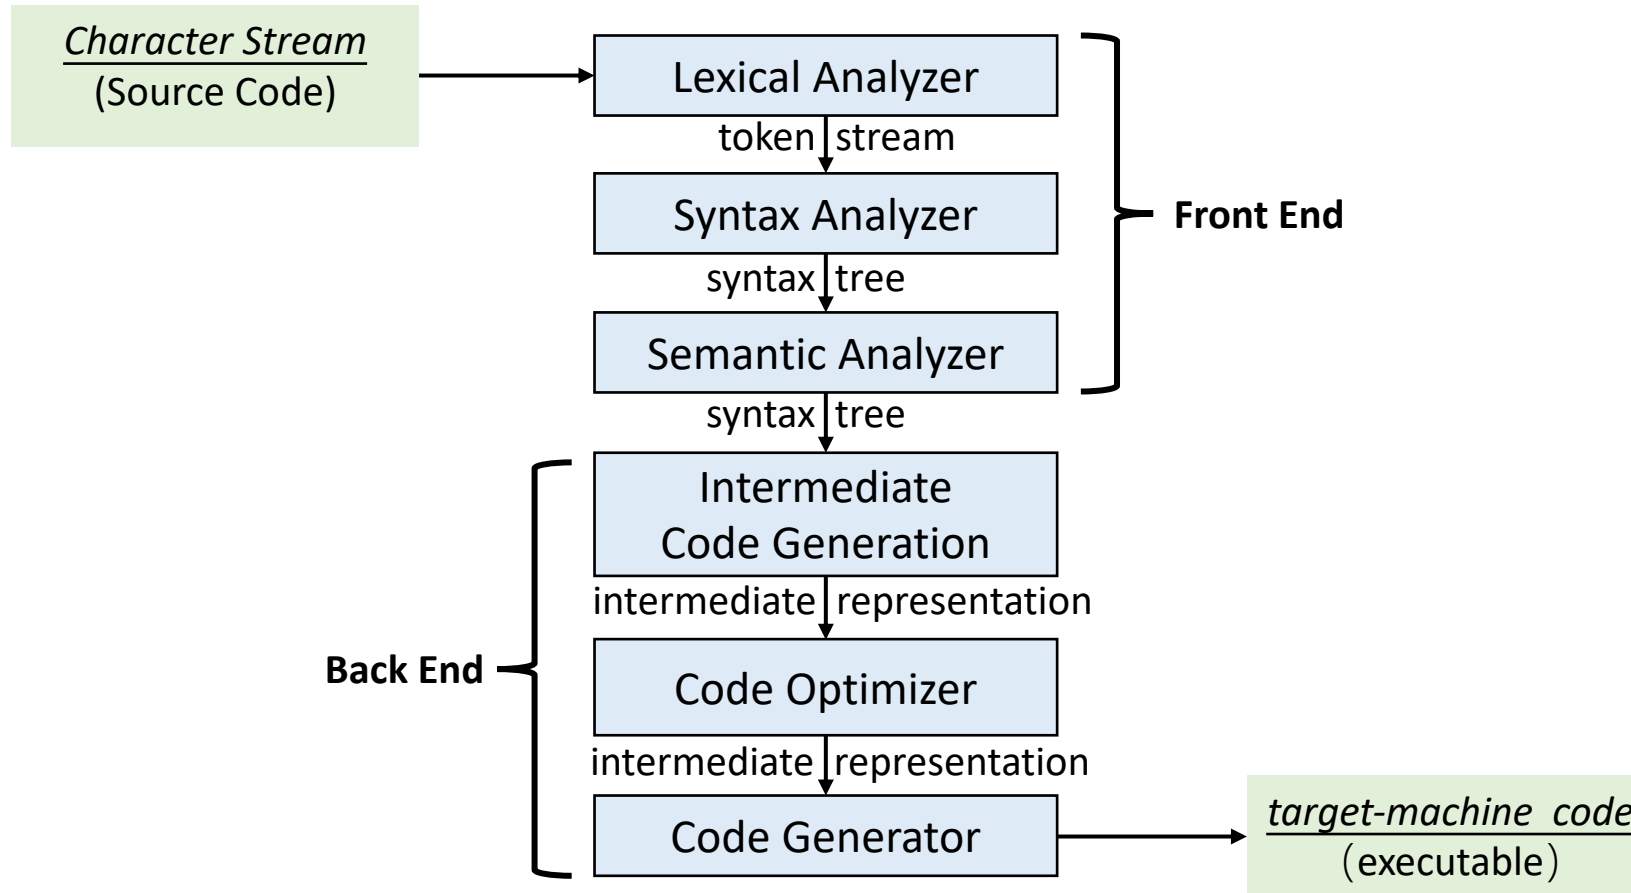 Character Stream
(Source Code)
Lexical Analyzer
token stream
Syntax Analyzer
Front End
syntax tree
Semantic Analyzer
syntax tree
Intermediate
Code Generation
intermediate representation
Back End
Code Optimizer
intermediate representation
Code Generator
target-machine code
（executable）